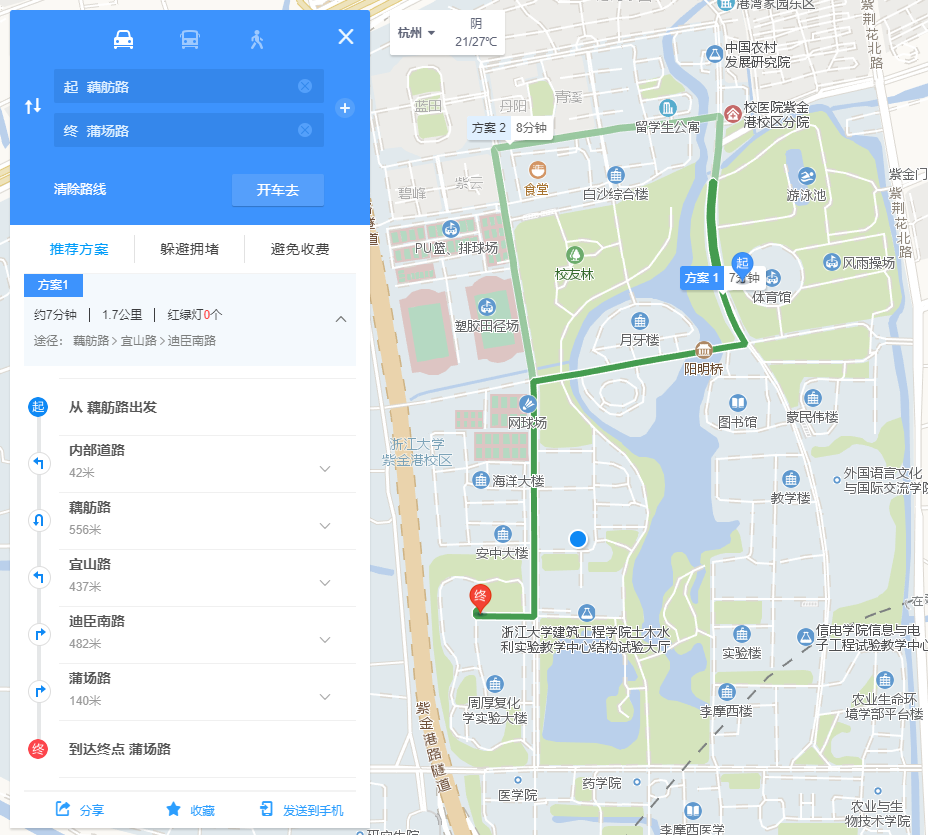 起 藕舫路
终 蒲场路
清除路线
开车去
推荐方案
躲避拥堵
避免收费
方案1
约7分钟 | 1.7公里 | 红绿灯0个
途径： 藕舫路 > 宜山路 > 迪臣南路
起 从 藕舫路出发
内部道路
42米
藕舫路
556米
宜山路
437米
迪臣南路
482米
蒲场路
140米
终 到达终点 蒲场路
分享
收藏
发送到手机
杭州
阴
21/27℃
港湾家园东区
紫荆花北路
中国农村
发展研究院
蓝田
丹阳
青溪
方案 2 8分钟
留学生公寓
校医院紫金
港校区分院
碧峰
紫云
食堂
白沙综合楼
游泳池
紫金门
紫荆花路
隧道
PU篮、排球场
校友林
起
方案 1 7分钟
体育馆
风雨操场
塑胶田径场
月牙楼
阳明桥
网球场
图书馆
蒙民伟楼
浙江大学
紫金港校区
海洋大楼
教学楼
外国语言文化
与国际交流学院
安中大楼
终
浙江大学建筑工程学院土木水
利实验教学中心结构试验大厅
实验楼
信电学院信息与电
子工程试验教学中心
周厚复化
学实验大楼
李摩西楼
农业生命环
境学部平台楼
紫金港路隧道
医学院
药学院
李摩西医学
农业与生
物技术学院